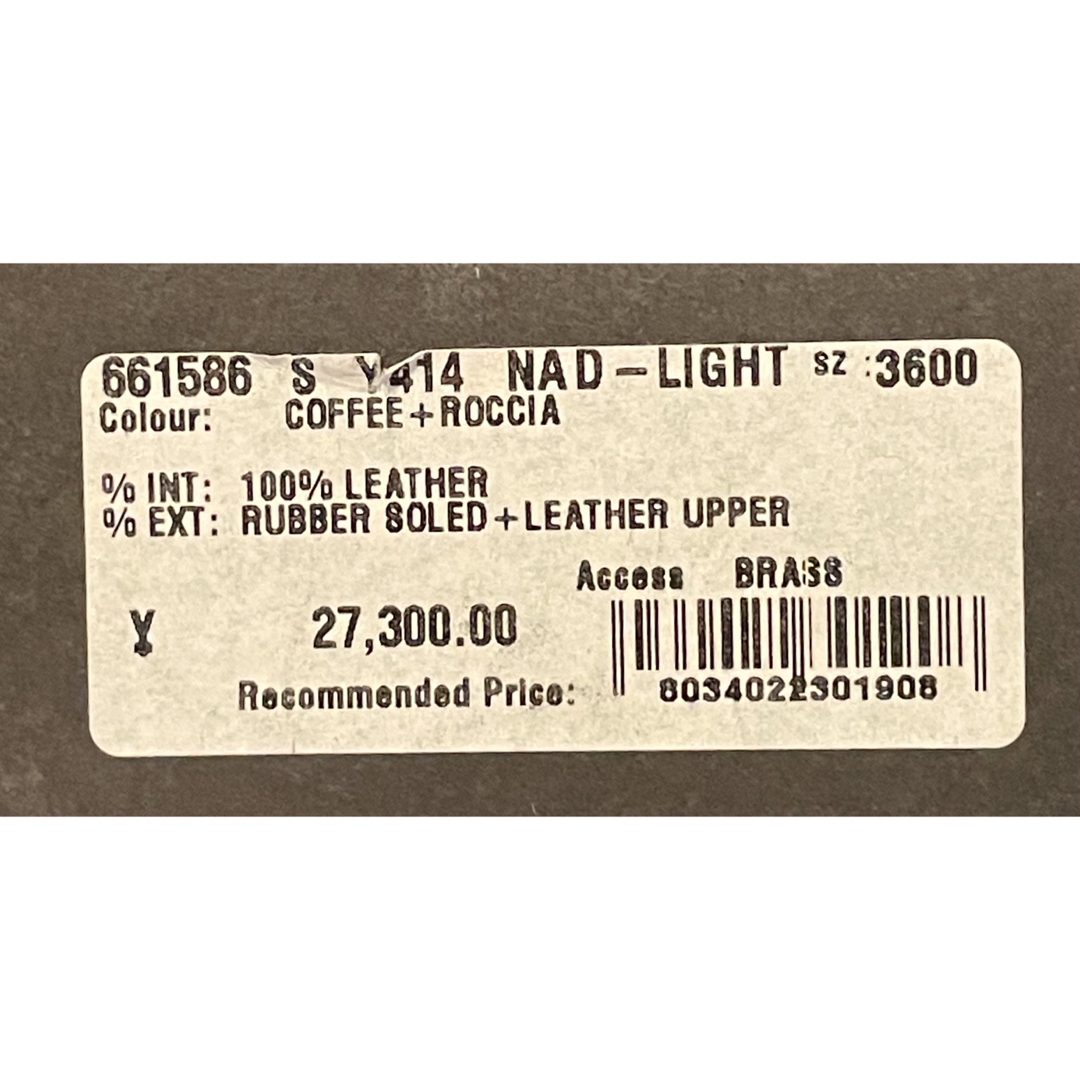 661586 S Y414 NAD-LIGHT SZ :3600
Colour: COFFEE+ROCCIA
% INT: 100% LEATHER
% EXT: RUBBER SOLED+LEATHER UPPER
Access BRASS
¥ 27,300.00
Recommended Price:
8034022301908